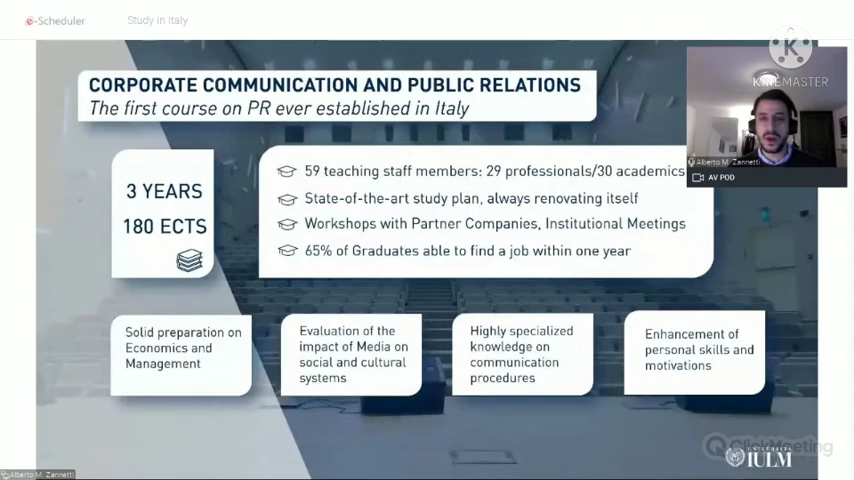 e-Scheduler
Study in Italy
CORPORATE COMMUNICATION AND PUBLIC RELATIONS
The first course on PR ever established in Italy
K
KINEMASTER
Alberto M. Zannetti
AV POD
3 YEARS
180 ECTS
59 teaching staff members: 29 professionals/30 academics
State-of-the-art study plan, always renovating itself
Workshops with Partner Companies, Institutional Meetings
65% of Graduates able to find a job within one year
Solid preparation on
Economics and
Management
Evaluation of the
impact of Media on
social and cultural
systems
Highly specialized
knowledge on
communication
procedures
Enhancement of
personal skills and
motivations
ClickMeeting
UNIVERSITÀ
IULM
Alberto M. Zannetti